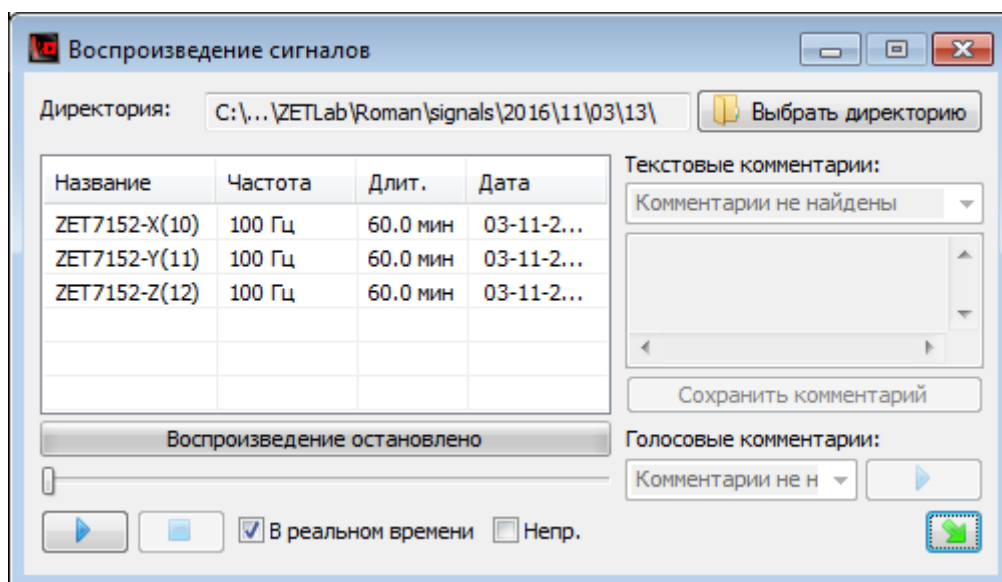 Воспроизведение сигналов
Директория: C:\...\ZETLab\Roman\signals\2016\11\03\13\ Выбрать директорию
Название Частота Длит. Дата
ZET7152-X(10) 100 Гц 60.0 мин 03-11-2...
ZET7152-Y(11) 100 Гц 60.0 мин 03-11-2...
ZET7152-Z(12) 100 Гц 60.0 мин 03-11-2...
Воспроизведение остановлено
В реальном времени Непр.
Текстовые комментарии:
Комментарии не найдены
Сохранить комментарий
Голосовые комментарии:
Комментарии не н